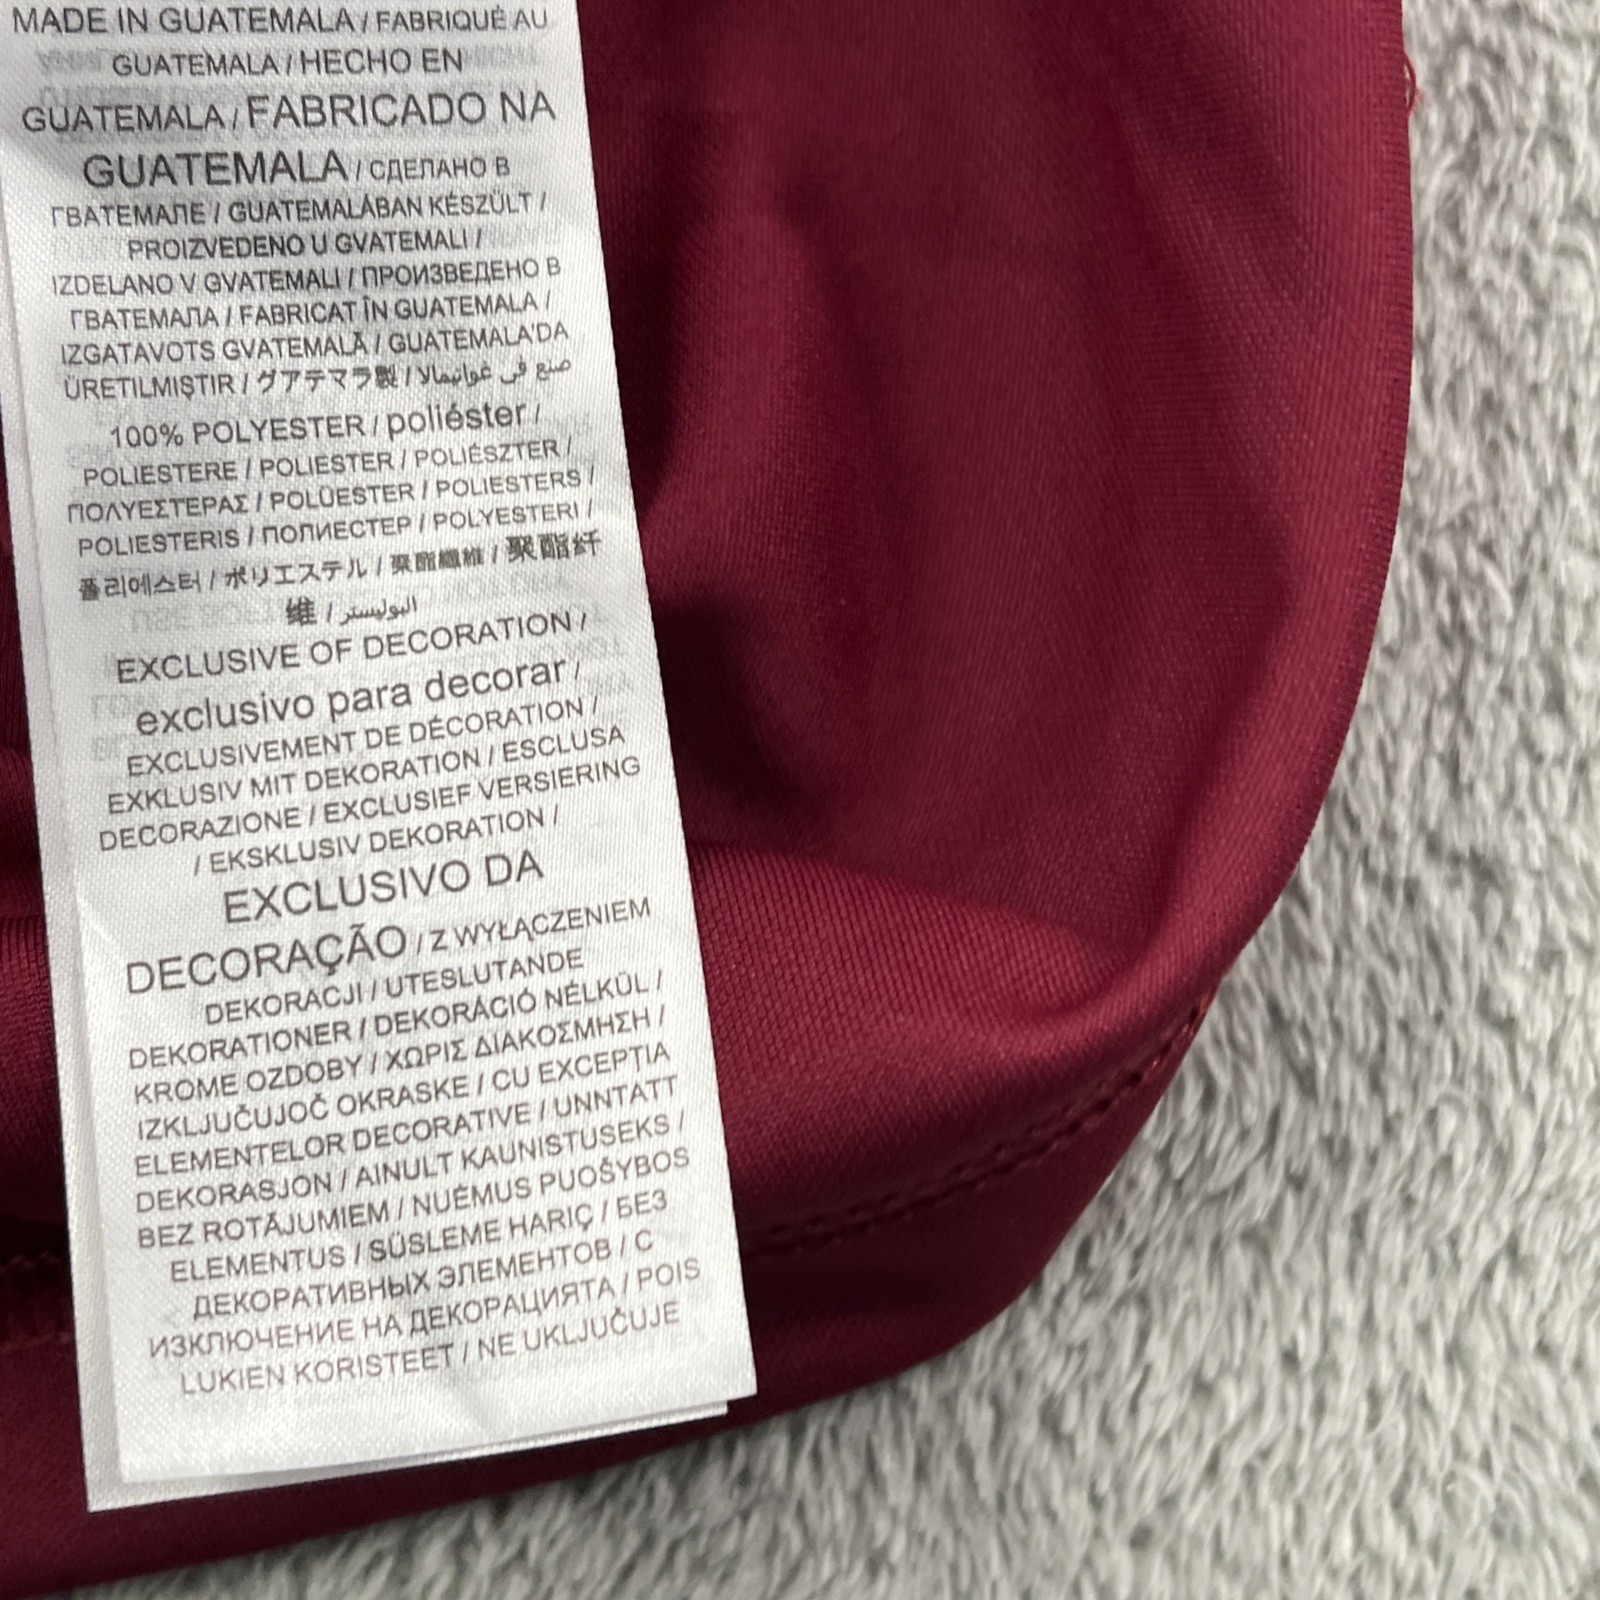 MADE IN GUATEMALA / FABRIQUÉ AU
GUATEMALA / HECHO EN
GUATEMALA / FABRICADO NA
GUATEMALA / СДЕЛАНО В
ГВАТЕМАЛЕ / GUATEMALÁBAN KÉSZÜLT /
PROIZVEDENO U GVATEMALI /
IZDELANO V GVATEMALI / ПРОИЗВЕДЕНО В
ГВАТЕМАЛА / FABRICAT ÎN GUATEMALA /
IZGATAVOTS GVATEMALĀ / GUATEMALA'DA
ÜRETILMIŞTIR / グアテマラ製 / صنع في غواتيمالا
100% POLYESTER / poliéster /
POLIESTERE / POLIESTER / POLIÉSZTER /
ΠΟΛΥΕΣΤΕΡΑΣ / POLÜESTER / POLIESTERS /
POLIESTERIS / ПОЛИЕСТЕР / POLYESTERI /
폴리에스터 / ポリエステル / 聚酯纖維 / 聚酯纤
维 / البوليستر
EXCLUSIVE OF DECORATION /
exclusivo para decorar /
EXCLUSIVEMENT DE DÉCORATION /
EXKLUSIV MIT DEKORATION / ESCLUSA
DECORAZIONE / EXCLUSIEF VERSIERING
/ EKSKLUSIV DEKORATION /
EXCLUSIVO DA
DECORAÇÃO / Z WYŁĄCZENIEM
DEKORACJI / UTESLUTANDE
DEKORATIONER / DEKORÁCIÓ NÉLKÜL /
KROME OZDOBY / ΧΩΡΙΣ ΔΙΑΚΟΣΜΗΣΗ /
IZKLJUČUJOČ OKRASKE / CU EXCEPȚIA
ELEMENTELOR DECORATIVE / UNNTATT
DEKORASJON / AINULT KAUNISTUSEKS /
BEZ ROTĀJUMIEM / NUĖMUS PUOŠYBOS
ELEMENTUS / SÜSLEME HARIÇ / БЕЗ
ДЕКОРАТИВНЫХ ЭЛЕМЕНТОВ / С
ИЗКЛЮЧЕНИЕ НА ДЕКОРАЦИЯТА / POIS
LUKIEN KORISTEET / NE UKLJUČUJE